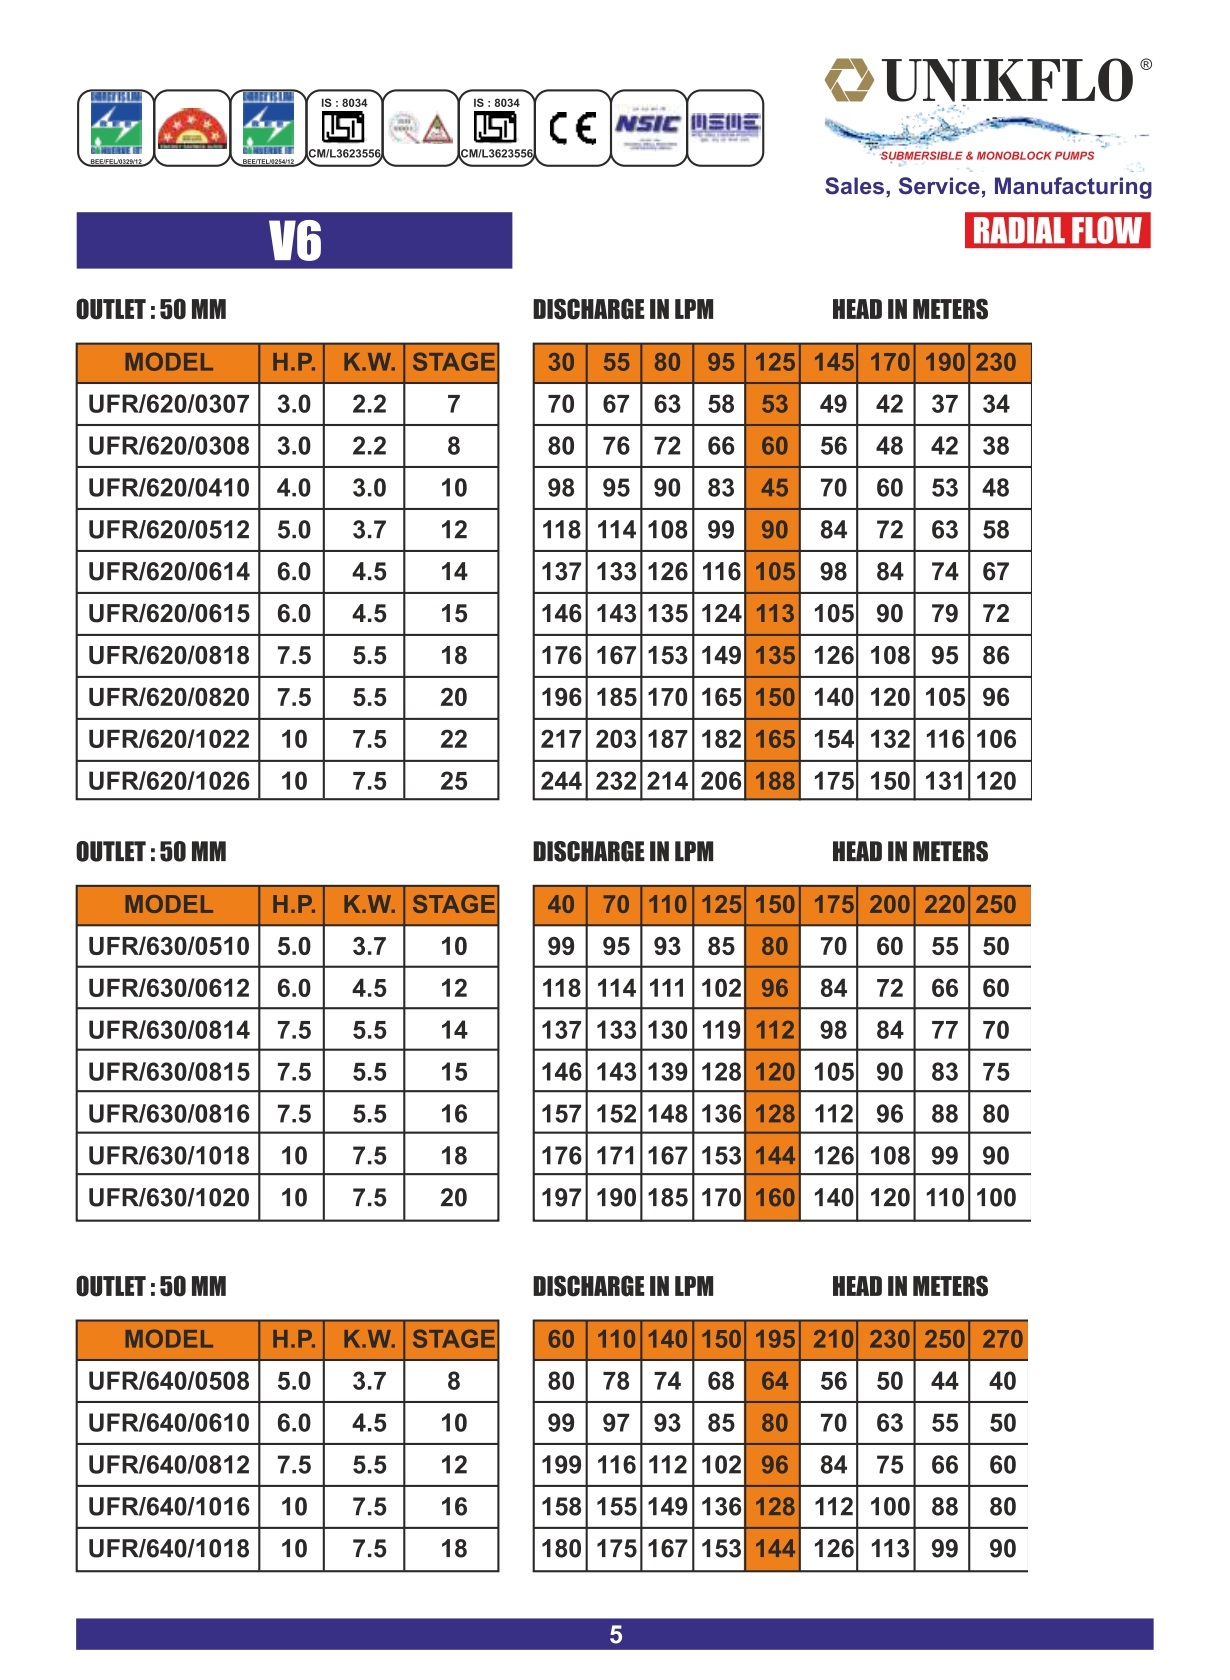 UNIKFLO ®
SUBMERSIBLE & MONOBLOCK PUMPS
Sales, Service, Manufacturing
BEE/FEL/0329/12
BEE/TEL/0254/12
IS : 8034
CM/L3623556
IS : 8034
CM/L3623556
CE
NSIC
MSME
V6
RADIAL FLOW
OUTLET : 50 MM DISCHARGE IN LPM HEAD IN METERS
MODEL H.P. K.W. STAGE 30 55 80 95 125 145 170 190 230
UFR/620/0307 3.0 2.2 7 70 67 63 58 53 49 42 37 34
UFR/620/0308 3.0 2.2 8 80 76 72 66 60 56 48 42 38
UFR/620/0410 4.0 3.0 10 98 95 90 83 45 70 60 53 48
UFR/620/0512 5.0 3.7 12 118 114 108 99 90 84 72 63 58
UFR/620/0614 6.0 4.5 14 137 133 126 116 105 98 84 74 67
UFR/620/0615 6.0 4.5 15 146 143 135 124 113 105 90 79 72
UFR/620/0818 7.5 5.5 18 176 167 153 149 135 126 108 95 86
UFR/620/0820 7.5 5.5 20 196 185 170 165 150 140 120 105 96
UFR/620/1022 10 7.5 22 217 203 187 182 165 154 132 116 106
UFR/620/1026 10 7.5 25 244 232 214 206 188 175 150 131 120
OUTLET : 50 MM DISCHARGE IN LPM HEAD IN METERS
MODEL H.P. K.W. STAGE 40 70 110 125 150 175 200 220 250
UFR/630/0510 5.0 3.7 10 99 95 93 85 80 70 60 55 50
UFR/630/0612 6.0 4.5 12 118 114 111 102 96 84 72 66 60
UFR/630/0814 7.5 5.5 14 137 133 130 119 112 98 84 77 70
UFR/630/0815 7.5 5.5 15 146 143 139 128 120 105 90 83 75
UFR/630/0816 7.5 5.5 16 157 152 148 136 128 112 96 88 80
UFR/630/1018 10 7.5 18 176 171 167 153 144 126 108 99 90
UFR/630/1020 10 7.5 20 197 190 185 170 160 140 120 110 100
OUTLET : 50 MM DISCHARGE IN LPM HEAD IN METERS
MODEL H.P. K.W. STAGE 60 110 140 150 195 210 230 250 270
UFR/640/0508 5.0 3.7 8 80 78 74 68 64 56 50 44 40
UFR/640/0610 6.0 4.5 10 99 97 93 85 80 70 63 55 50
UFR/640/0812 7.5 5.5 12 199 116 112 102 96 84 75 66 60
UFR/640/1016 10 7.5 16 158 155 149 136 128 112 100 88 80
UFR/640/1018 10 7.5 18 180 175 167 153 144 126 113 99 90
5